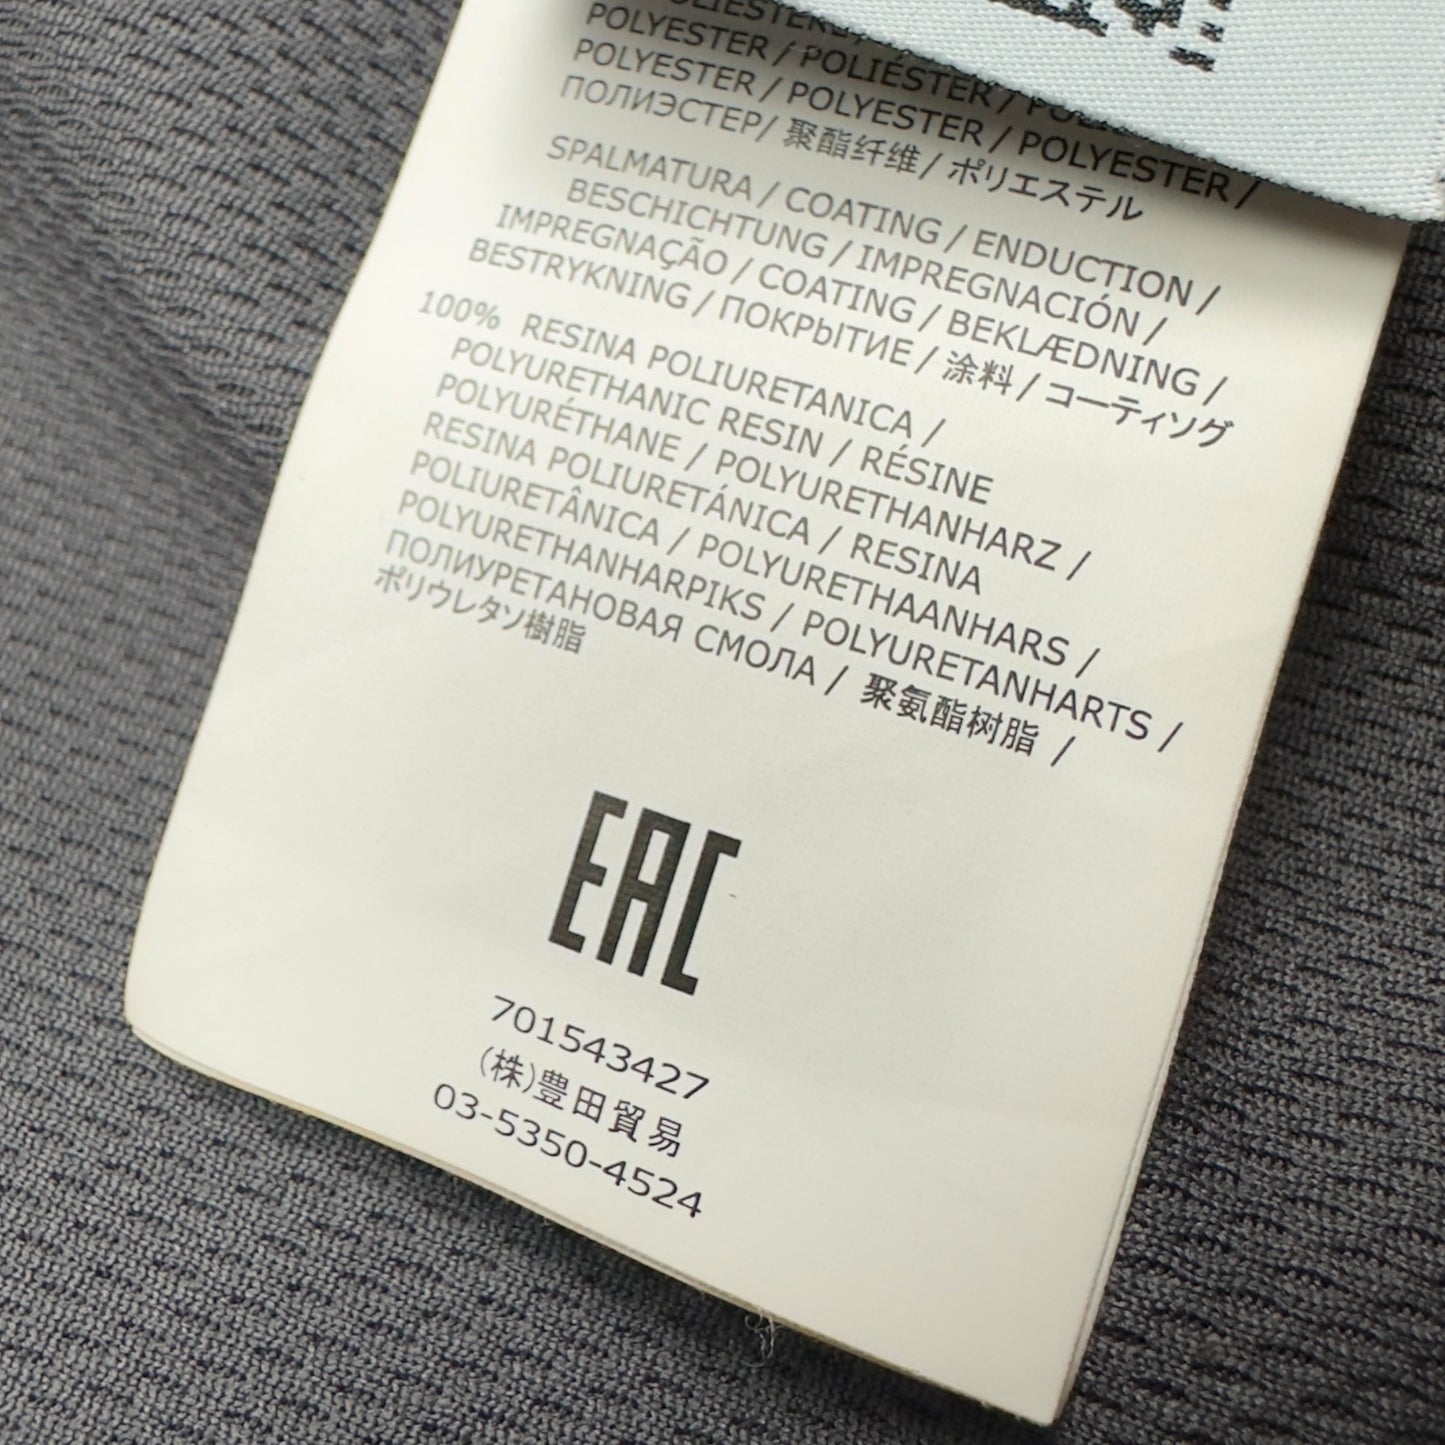 POLYESTER / POLIÉSTER /
POLYESTER / POLYESTER / POLYESTER /
ПОЛИЭСТЕР/ 聚酯纤维/ ポリエステル
SPALMATURA / COATING / ENDUCTION /
BESCHICHTUNG / IMPREGNACIÓN /
IMPREGNAÇÃO / COATING / BEKLÆDNING /
BESTRYKNING / ПОКРЫТИЕ / 涂料/ コーティソグ
100% RESINA POLIURETANICA /
POLYURETHANIC RESIN / RÉSINE
POLYURÉTHANE / POLYURETHANHARZ /
RESINA POLIURETÁNICA / RESINA
POLIURETÂNICA / POLYURETHAANHARS /
POLYURETHANHARPIKS / POLYURETANHARTS /
ПОЛИУРЕТАНОВАЯ СМОЛА / 聚氨酯树脂 /
ポリウレタソ樹脂
EAC
701543427
(株)豊田貿易
03-5350-4524